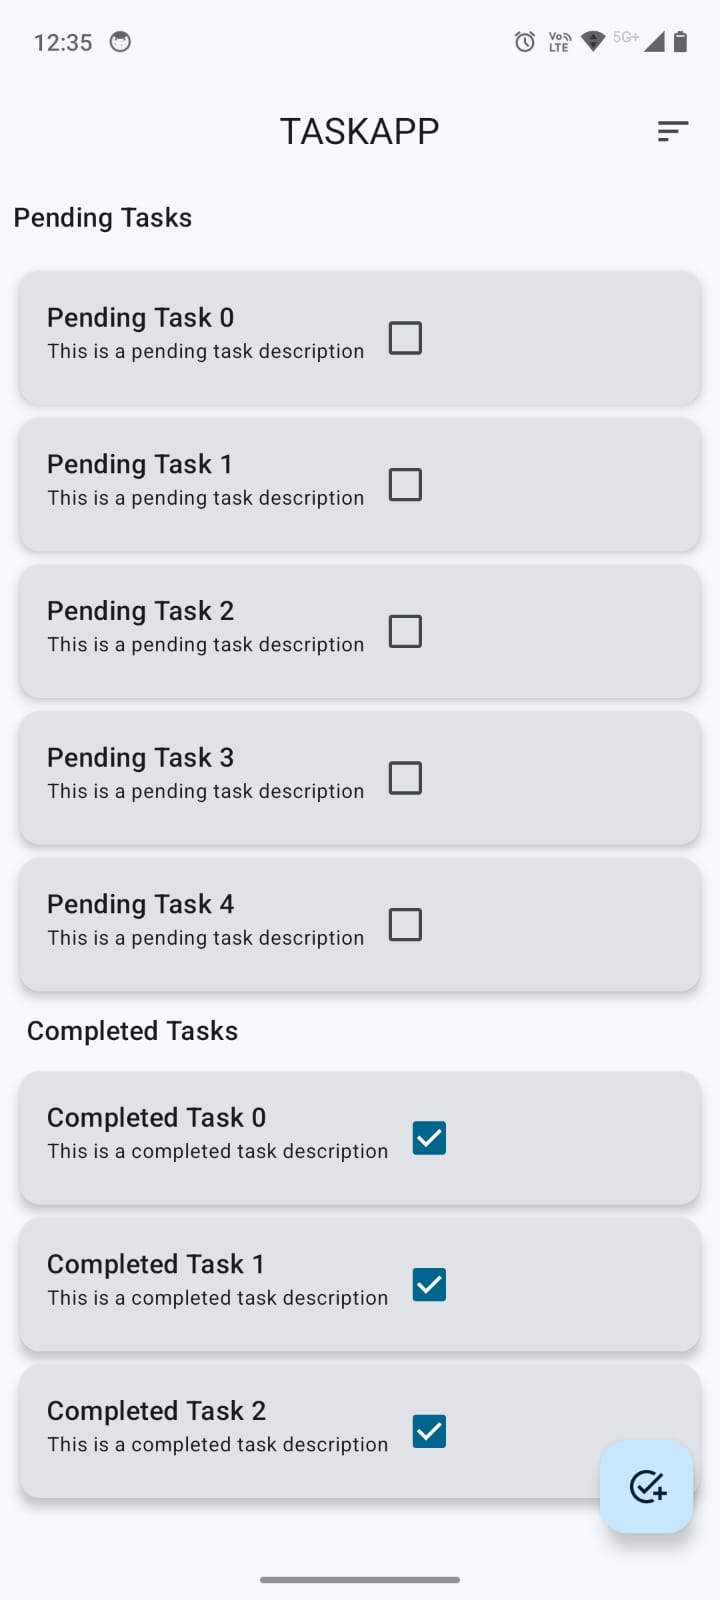 12:35
Vo))
LTE
5G+
TASKAPP
Pending Tasks
Pending Task 0
This is a pending task description
Pending Task 1
This is a pending task description
Pending Task 2
This is a pending task description
Pending Task 3
This is a pending task description
Pending Task 4
This is a pending task description
Completed Tasks
Completed Task 0
This is a completed task description
Completed Task 1
This is a completed task description
Completed Task 2
This is a completed task description